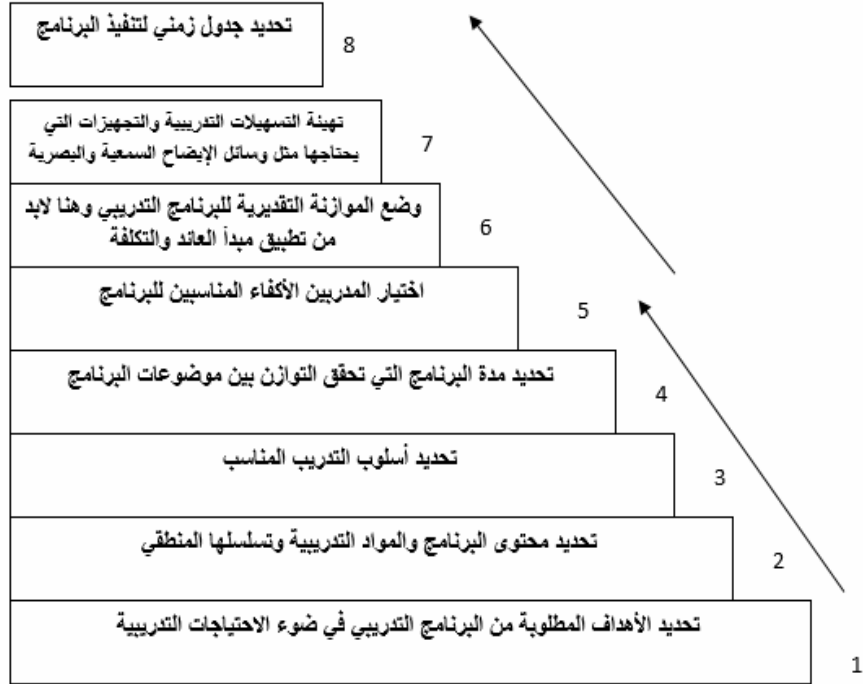 تحديد جدول زمني لتنفيذ البرنامج
8
تهيئة التسهيلات التدريبية والتجهيزات التي
يحتاجها مثل وسائل الإيضاح السمعية والبصرية
7
وضع الموازنة التقديرية للبرنامج التدريبي وهنا لابد
من تطبيق مبدأ العائد والتكلفة
6
اختيار المدربين الأكفاء المناسبين للبرنامج
5
تحديد مدة البرنامج التي تحقق التوازن بين موضوعات البرنامج
4
تحديد أسلوب التدريب المناسب
3
تحديد محتوى البرنامج والمواد التدريبية وتسلسلها المنطقي
2
تحديد الأهداف المطلوبة من البرنامج التدريبي في ضوء الاحتياجات التدريبية
1